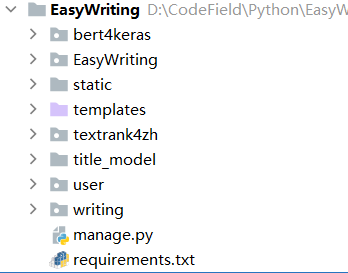 EasyWriting D:\CodeField\Python\EasyW
bert4keras
EasyWriting
static
templates
textrank4zh
title_model
user
writing
manage.py
requirements.txt